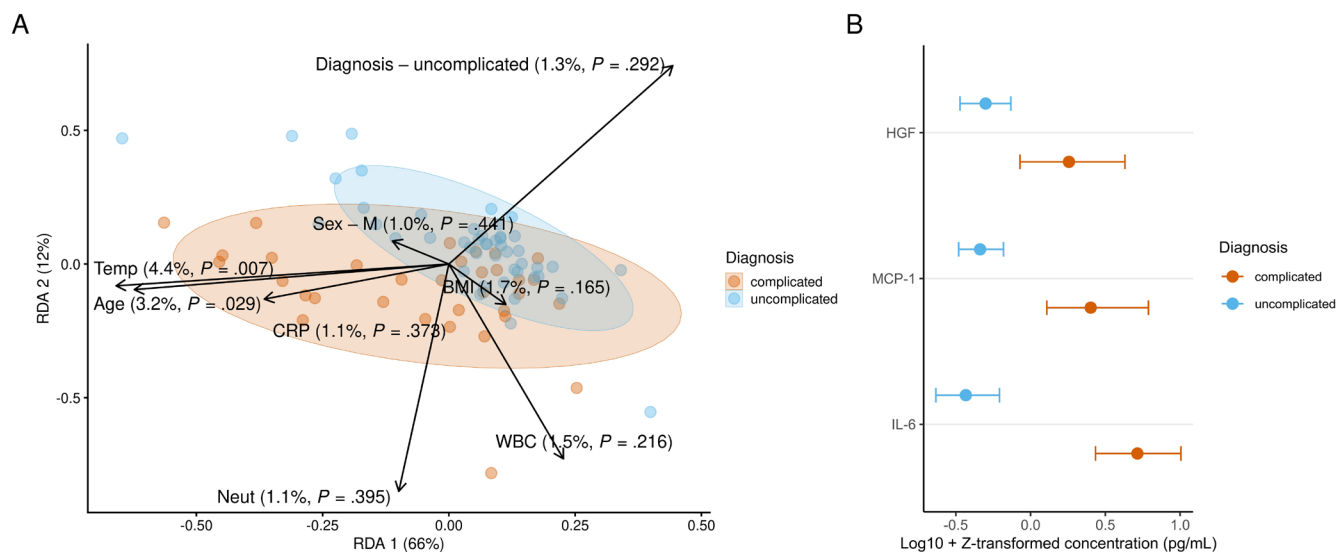 A
Diagnosis – uncomplicated (1.3%, P = .292)
0.5
Sex – M (1.0%, P = .441)
0.0
Temp (4.4%, P = .007)
BMI (1.7%, P = .165)
Age (3.2%, P = .029)
CRP (1.1%, P = .373)
-0.5
WBC (1.5%, P = .216)
Neut (1.1%, P = .395)
RDA 2 (12%)
-0.50
-0.25
0.00
0.25
0.50
RDA 1 (66%)
Diagnosis
complicated
uncomplicated
B
HGF
MCP-1
IL-6
-0.5
0.0
0.5
1.0
Log10 + Z-transformed concentration (pg/mL)
Diagnosis
complicated
uncomplicated